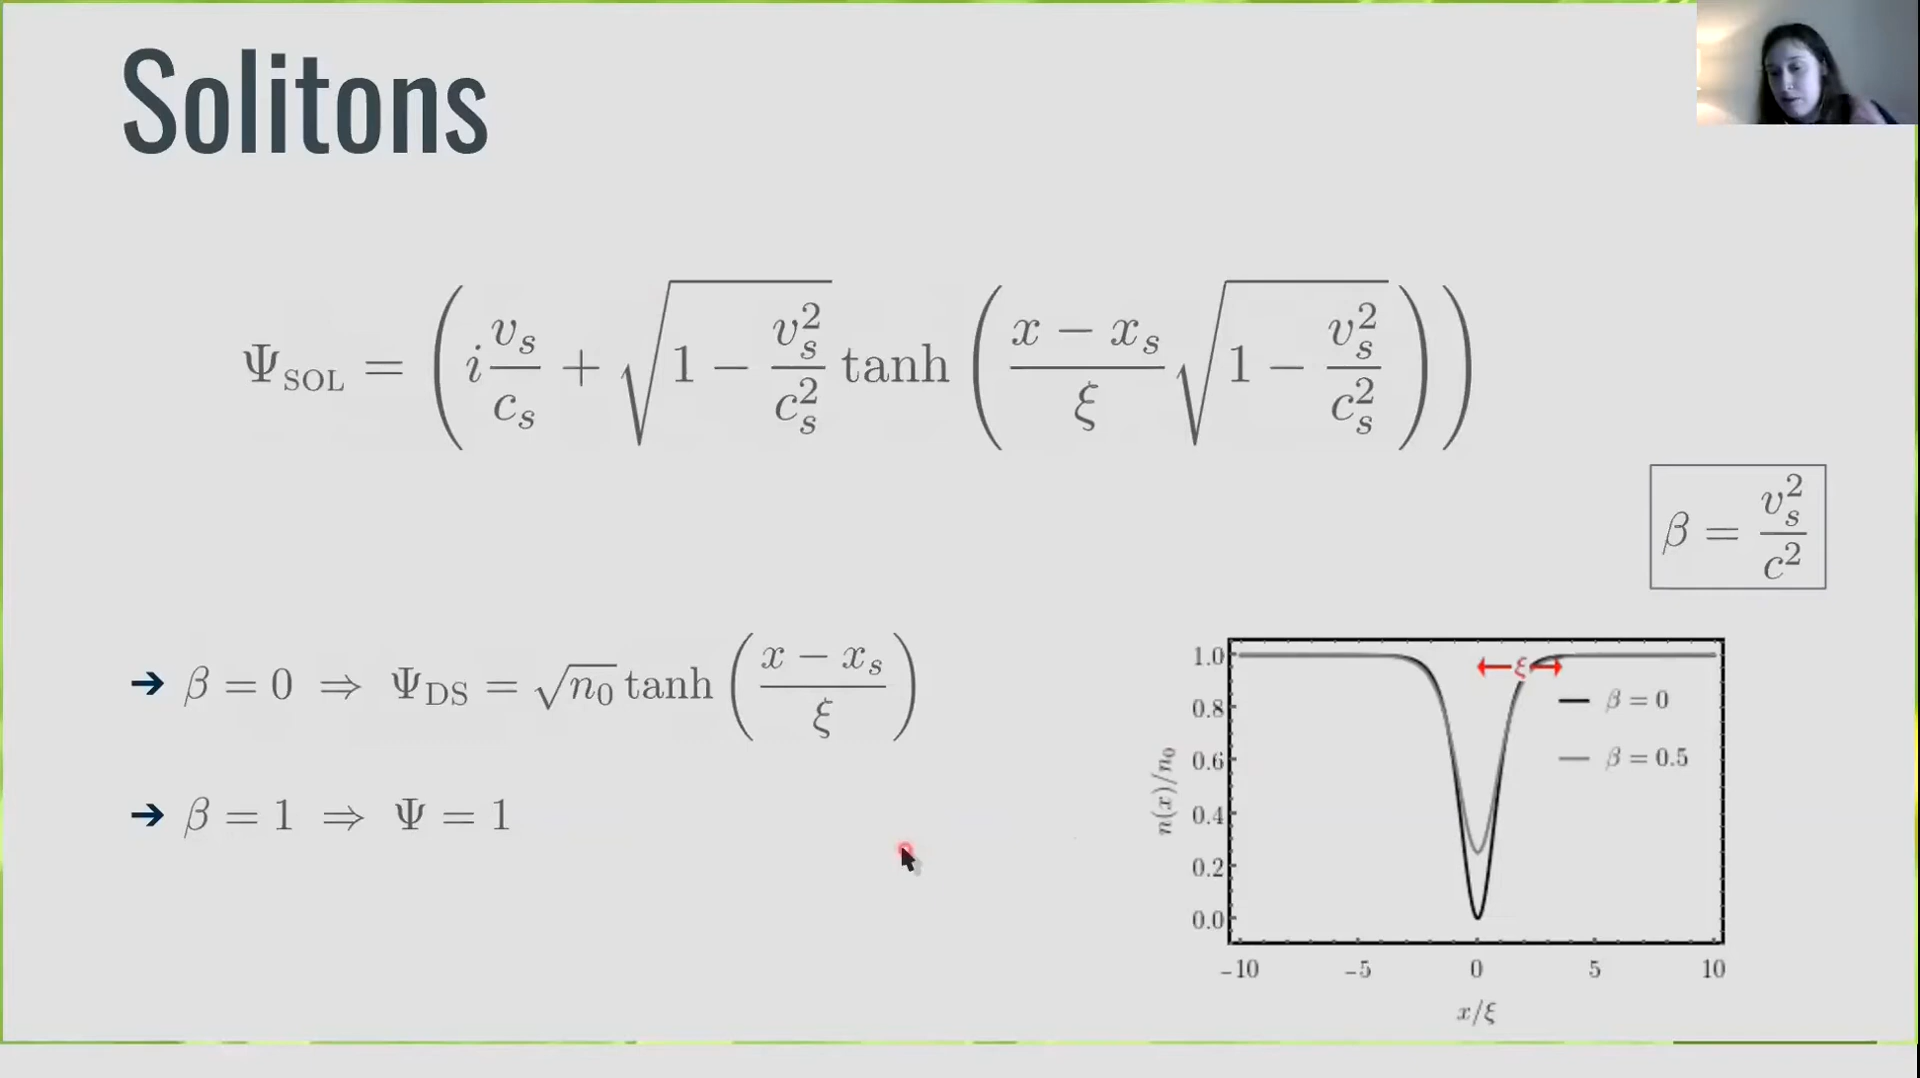 Solitons
Ψ_SOL = ( i v_s/c_s + √(1 − v_s²/c_s²) tanh ( (x − x_s)/ξ √(1 − v_s²/c_s²) ) )
β = v_s²/c²
➔ β = 0 ⇒ Ψ_DS = √n₀ tanh ( (x − x_s)/ξ )
➔ β = 1 ⇒ Ψ = 1
n(x)/n₀
1.0
0.8
0.6
0.4
0.2
0.0
ξ
β = 0
β = 0.5
−10 −5 0 5 10
x/ξ